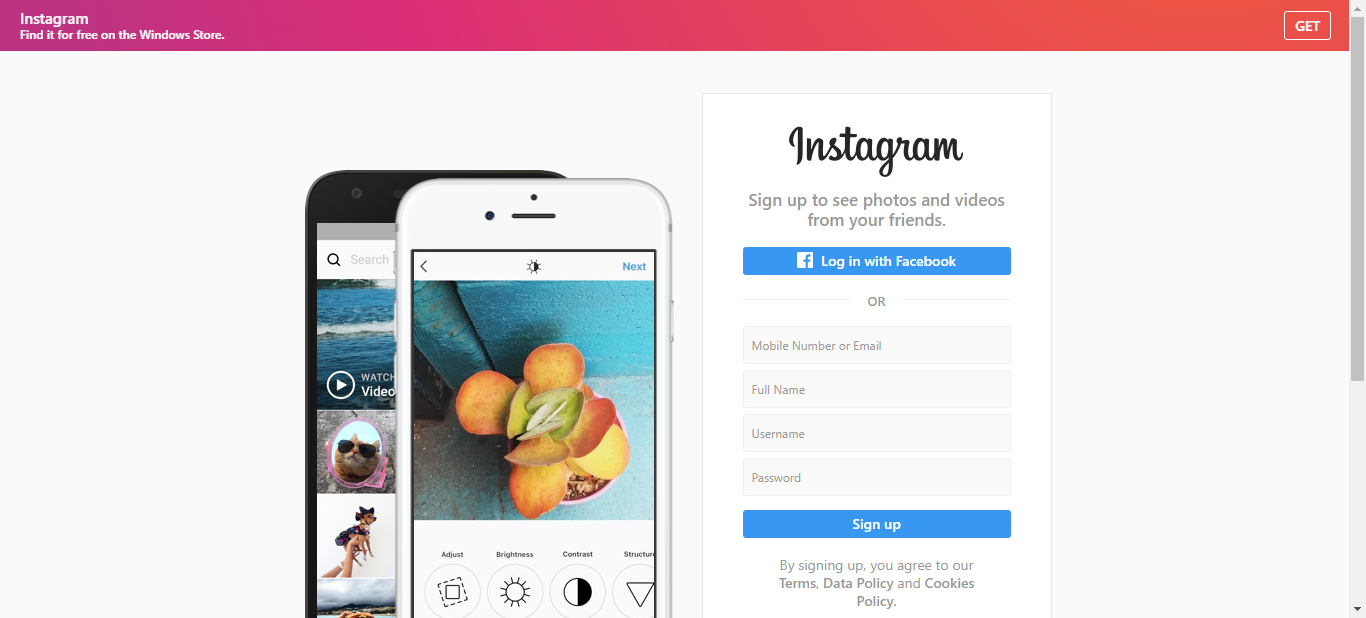 Instagram
Find it for free on the Windows Store.
GET
Search
Next
WATCH
Video
Adjust
Brightness
Contrast
Structure
Instagram
Sign up to see photos and videos
from your friends.
Log in with Facebook
OR
Mobile Number or Email
Full Name
Username
Password
Sign up
By signing up, you agree to our
Terms, Data Policy and Cookies
Policy.